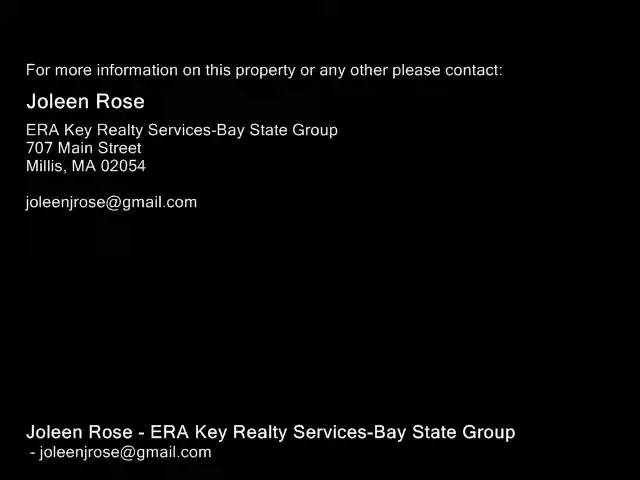 For more information on this property or any other please contact:
Joleen Rose
ERA Key Realty Services-Bay State Group
707 Main Street
Millis, MA 02054
joleenjrose@gmail.com
Joleen Rose - ERA Key Realty Services-Bay State Group
- joleenjrose@gmail.com